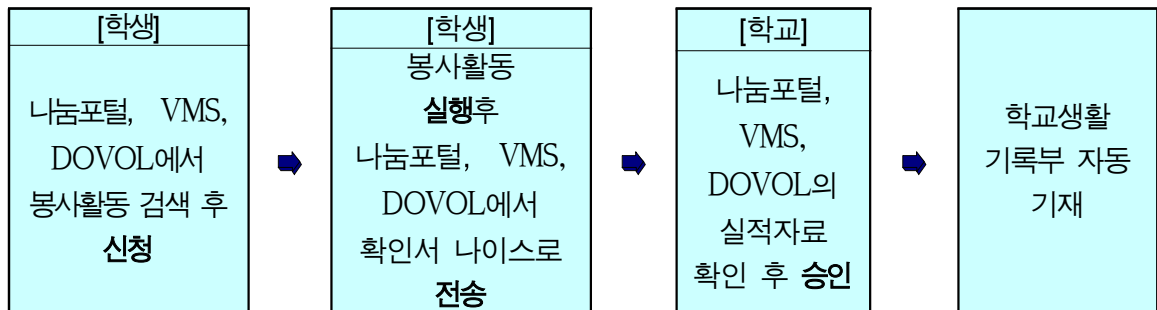 [학생]
나눔포털, VMS,
DOVOL에서
봉사활동 검색 후
신청
[학생]
봉사활동
실행후
나눔포털, VMS,
DOVOL에서
확인서 나이스로
전송
[학교]
나눔포털,
VMS,
DOVOL의
실적자료
확인 후 승인
학교생활
기록부 자동
기재